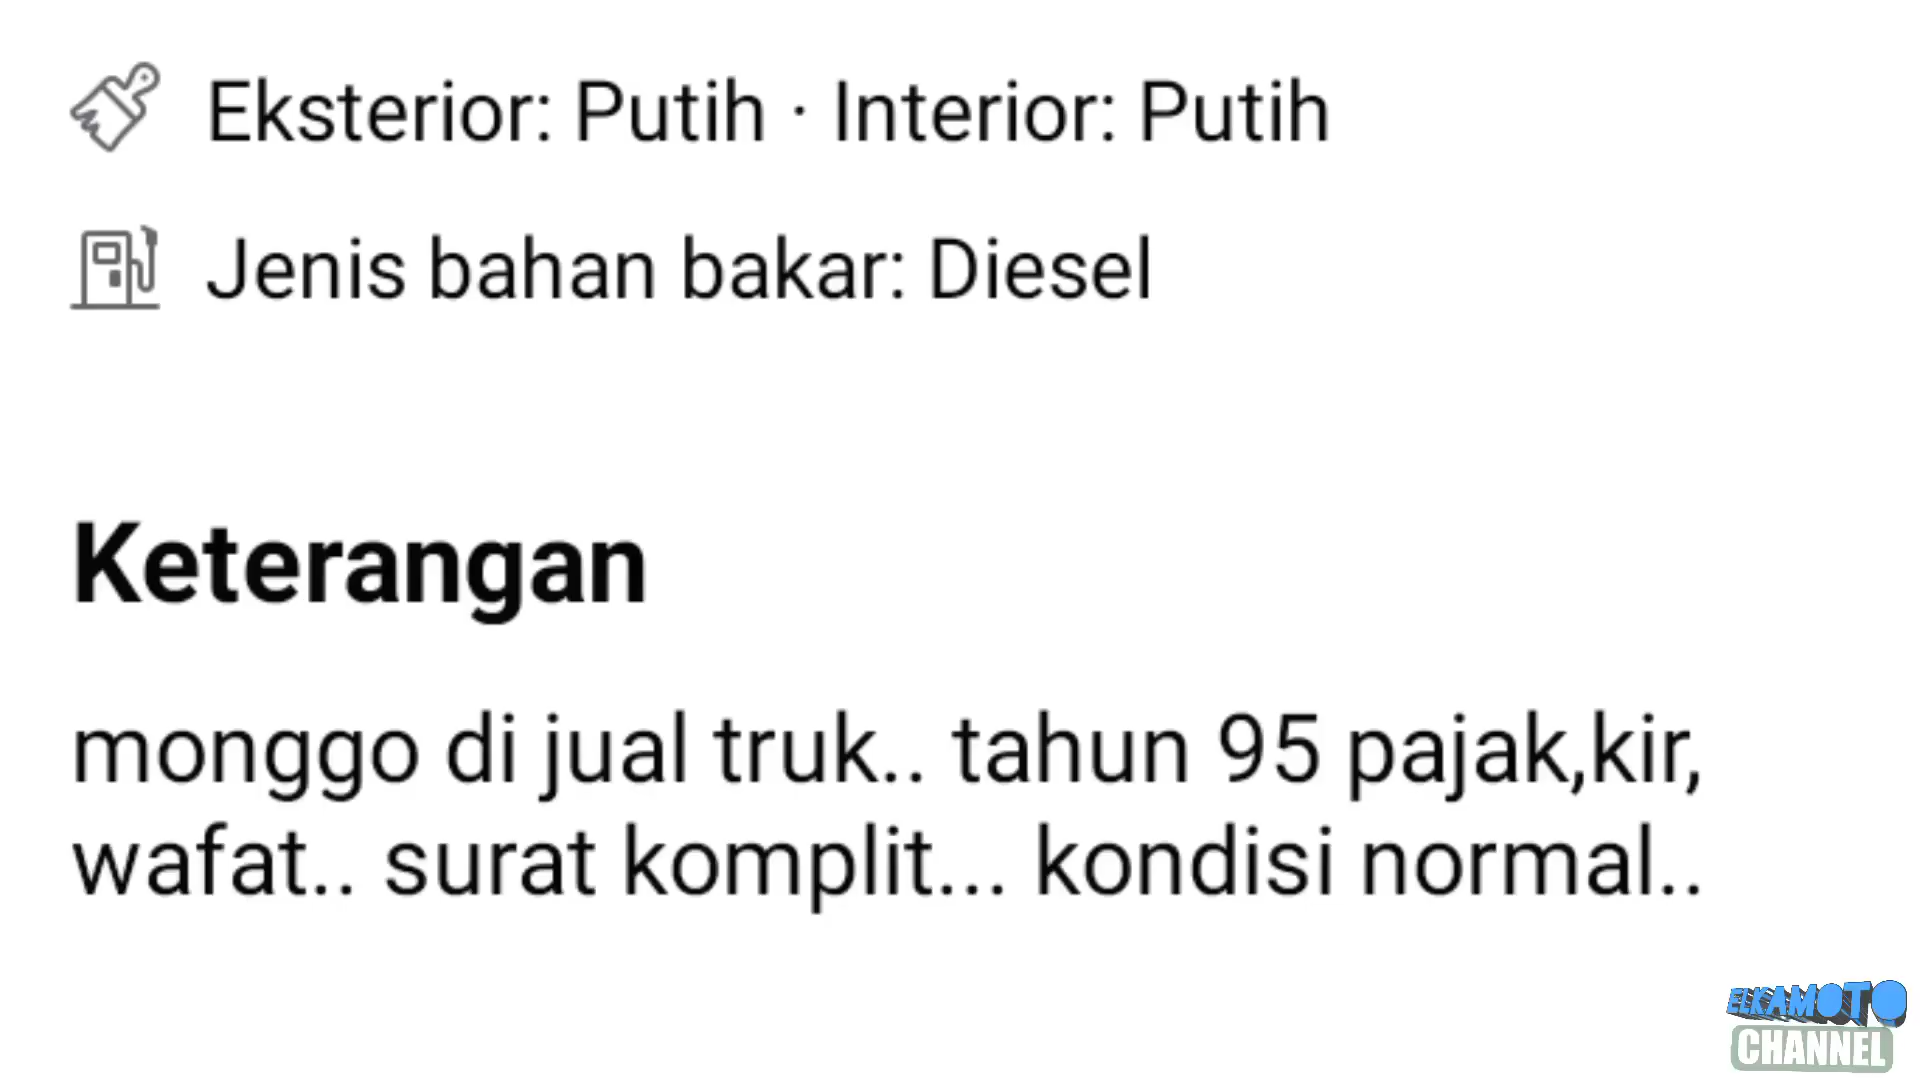 Eksterior: Putih · Interior: Putih
Jenis bahan bakar: Diesel
Keterangan
monggo di jual truk.. tahun 95 pajak,kir,
wafat.. surat komplit... kondisi normal..
ELKAMOTO
CHANNEL